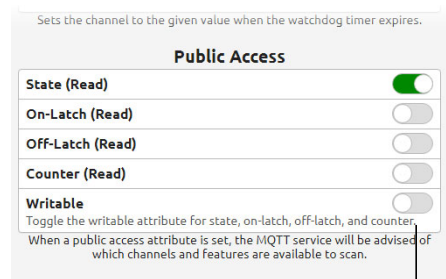 Sets the channel to the given value when the watchdog timer expires.
Public Access
State (Read)
On-Latch (Read)
Off-Latch (Read)
Counter (Read)
Writable
Toggle the writable attribute for state, on-latch, off-latch, and counter.
When a public access attribute is set, the MQTT service will be advised of
which channels and features are available to scan.